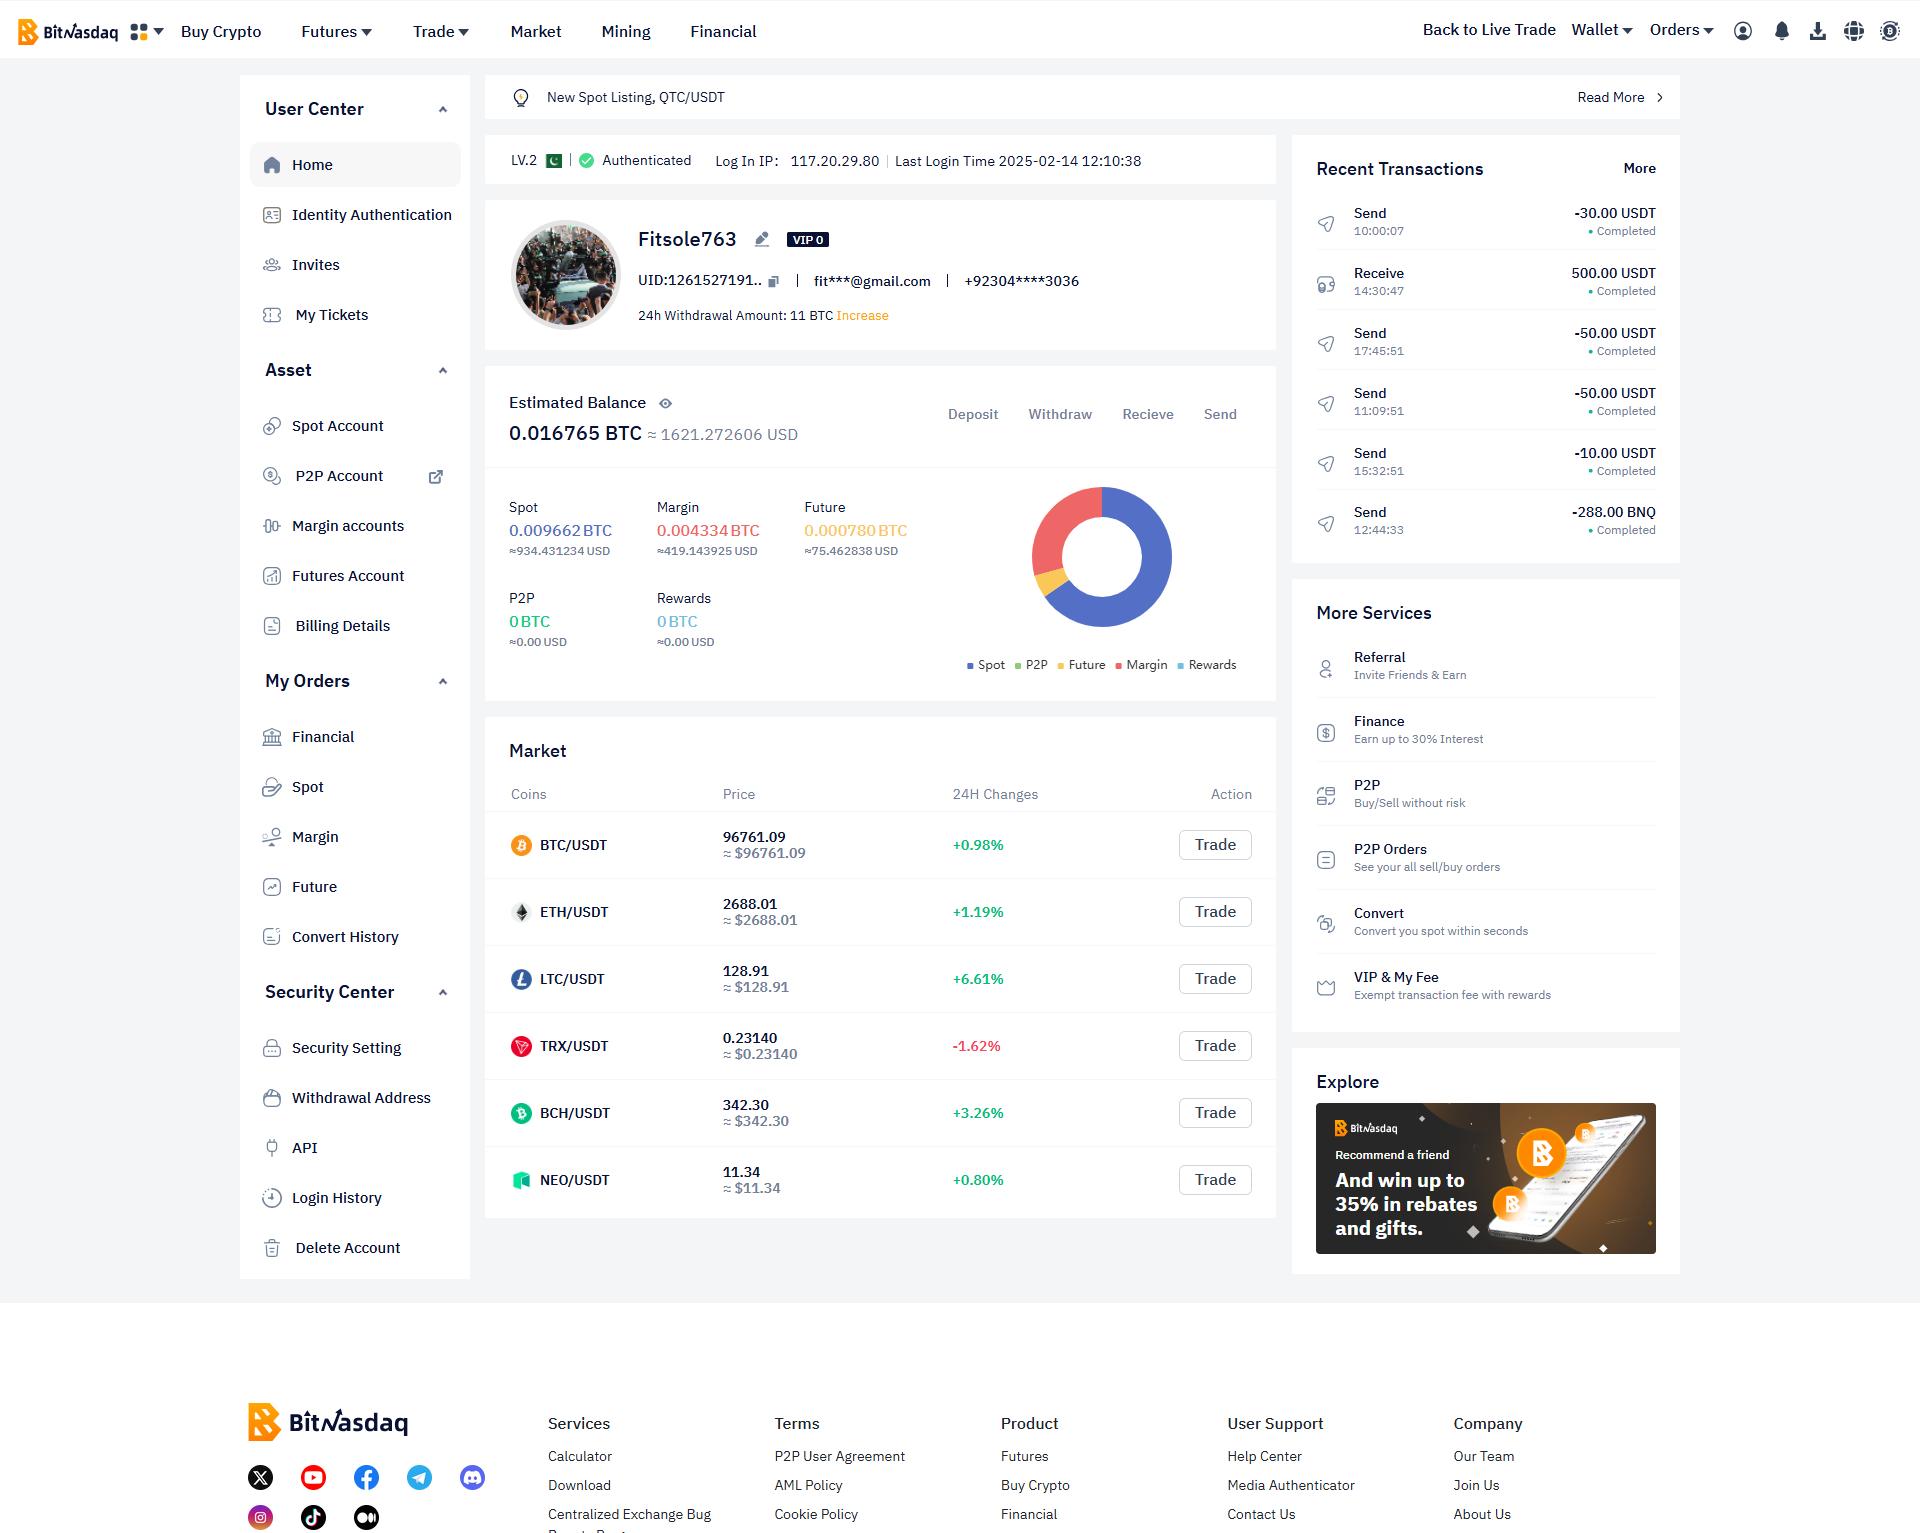 BitNasdaq
Buy Crypto
Futures
Trade
Market
Mining
Financial
Back to Live Trade
Wallet
Orders
User Center
Home
Identity Authentication
Invites
My Tickets
Asset
Spot Account
P2P Account
Margin accounts
Futures Account
Billing Details
My Orders
Financial
Spot
Margin
Future
Convert History
Security Center
Security Setting
Withdrawal Address
API
Login History
Delete Account
New Spot Listing, QTC/USDT
Read More
LV.2
Authenticated
Log In IP: 117.20.29.80
Last Login Time 2025-02-14 12:10:38
Fitsole763
VIP 0
UID:1261527191..
fit***@gmail.com
+92304****3036
24h Withdrawal Amount: 11 BTC Increase
Estimated Balance
0.016765 BTC ≈ 1621.272606 USD
Deposit
Withdraw
Recieve
Send
Spot
0.009662 BTC
≈934.431234 USD
Margin
0.004334 BTC
≈419.143925 USD
Future
0.000780 BTC
≈75.462838 USD
P2P
0 BTC
≈0.00 USD
Rewards
0 BTC
≈0.00 USD
Spot P2P Future Margin Rewards
Market
Coins Price 24H Changes Action
BTC/USDT
96761.09
≈ $96761.09
+0.98%
Trade
ETH/USDT
2688.01
≈ $2688.01
+1.19%
Trade
LTC/USDT
128.91
≈ $128.91
+6.61%
Trade
TRX/USDT
0.23140
≈ $0.23140
-1.62%
Trade
BCH/USDT
342.30
≈ $342.30
+3.26%
Trade
NEO/USDT
11.34
≈ $11.34
+0.80%
Trade
Recent Transactions
More
Send
10:00:07
-30.00 USDT
Completed
Receive
14:30:47
500.00 USDT
Completed
Send
17:45:51
-50.00 USDT
Completed
Send
11:09:51
-50.00 USDT
Completed
Send
15:32:51
-10.00 USDT
Completed
Send
12:44:33
-288.00 BNQ
Completed
More Services
Referral
Invite Friends & Earn
Finance
Earn up to 30% Interest
P2P
Buy/Sell without risk
P2P Orders
See your all sell/buy orders
Convert
Convert you spot within seconds
VIP & My Fee
Exempt transaction fee with rewards
Explore
BitNasdaq
Recommend a friend
And win up to
35% in rebates
and gifts.
BitNasdaq
Services
Calculator
Download
Centralized Exchange Bug
Terms
P2P User Agreement
AML Policy
Cookie Policy
Product
Futures
Buy Crypto
Financial
User Support
Help Center
Media Authenticator
Contact Us
Company
Our Team
Join Us
About Us